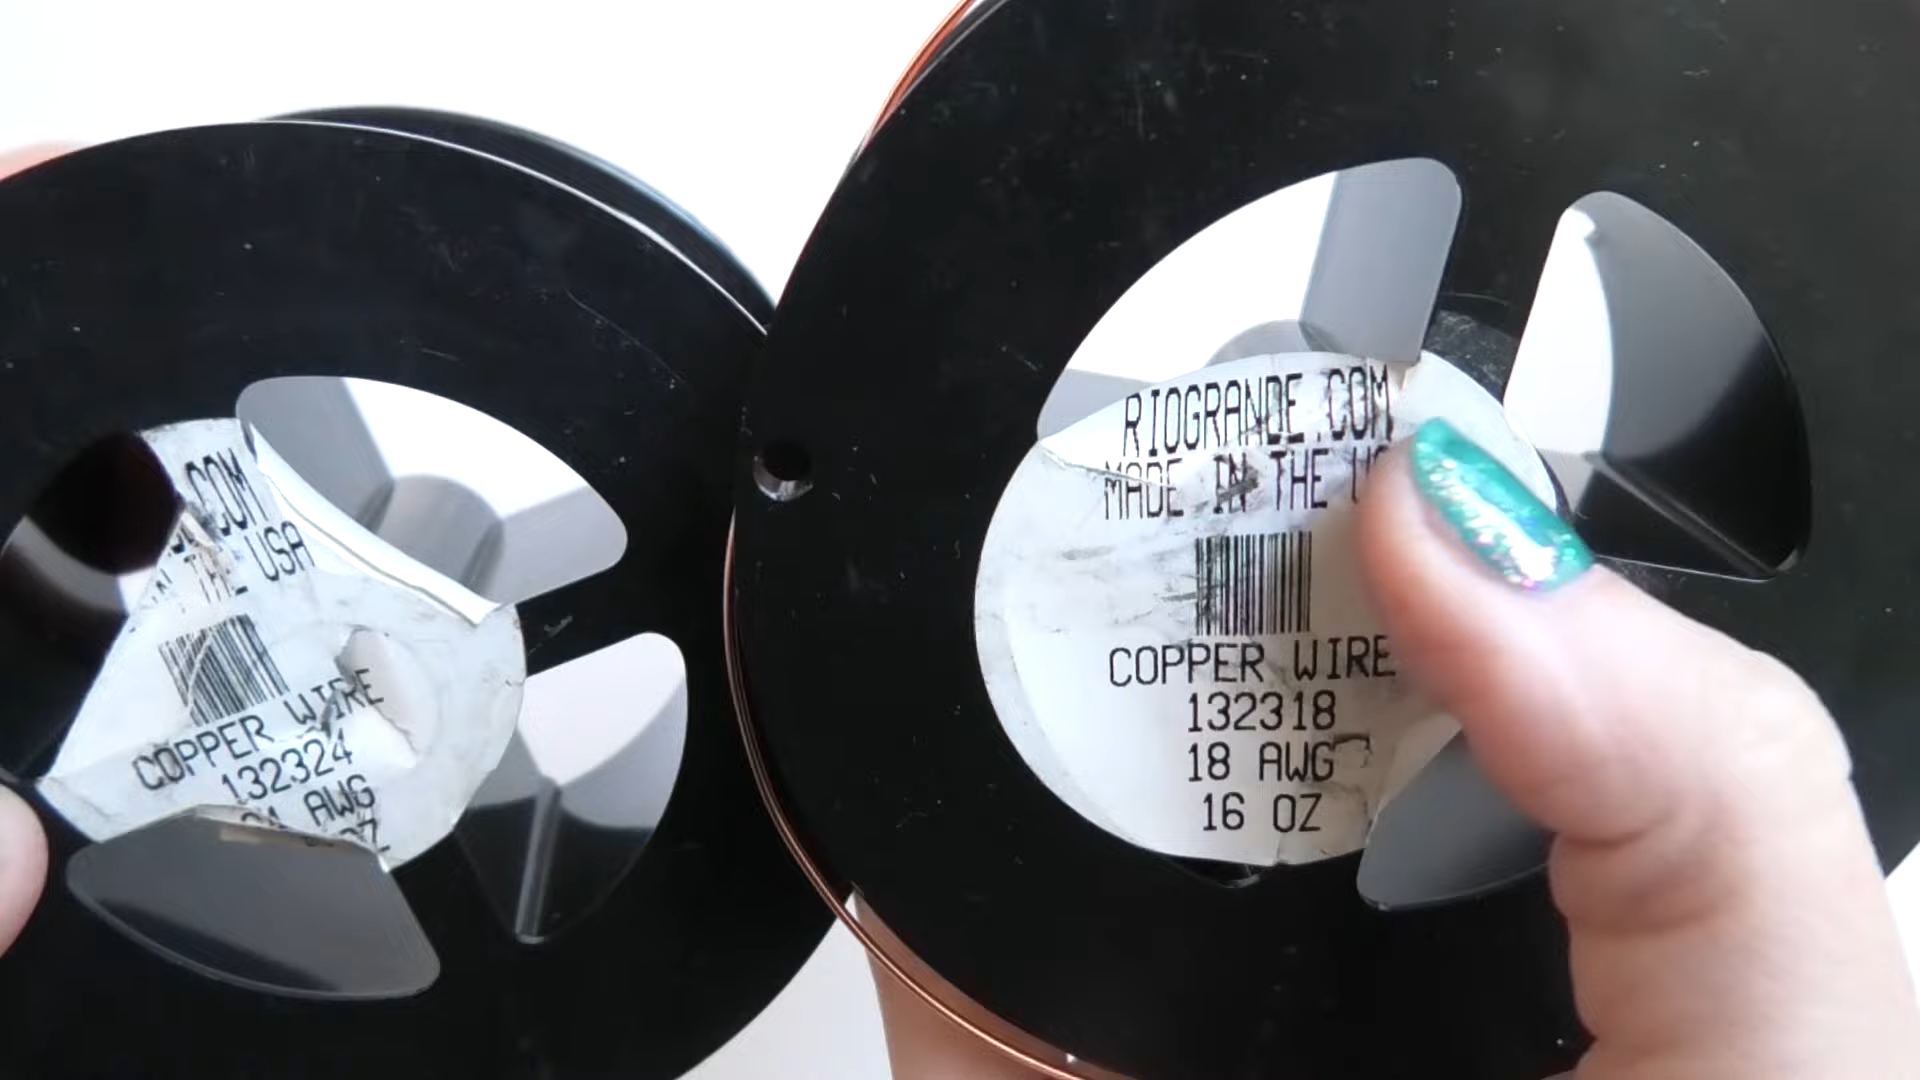 .COM
THE USA
COPPER WIRE
132324
AWG
RIOGRANDE.COM
MADE IN THE
COPPER WIRE
132318
18 AWG
16 OZ